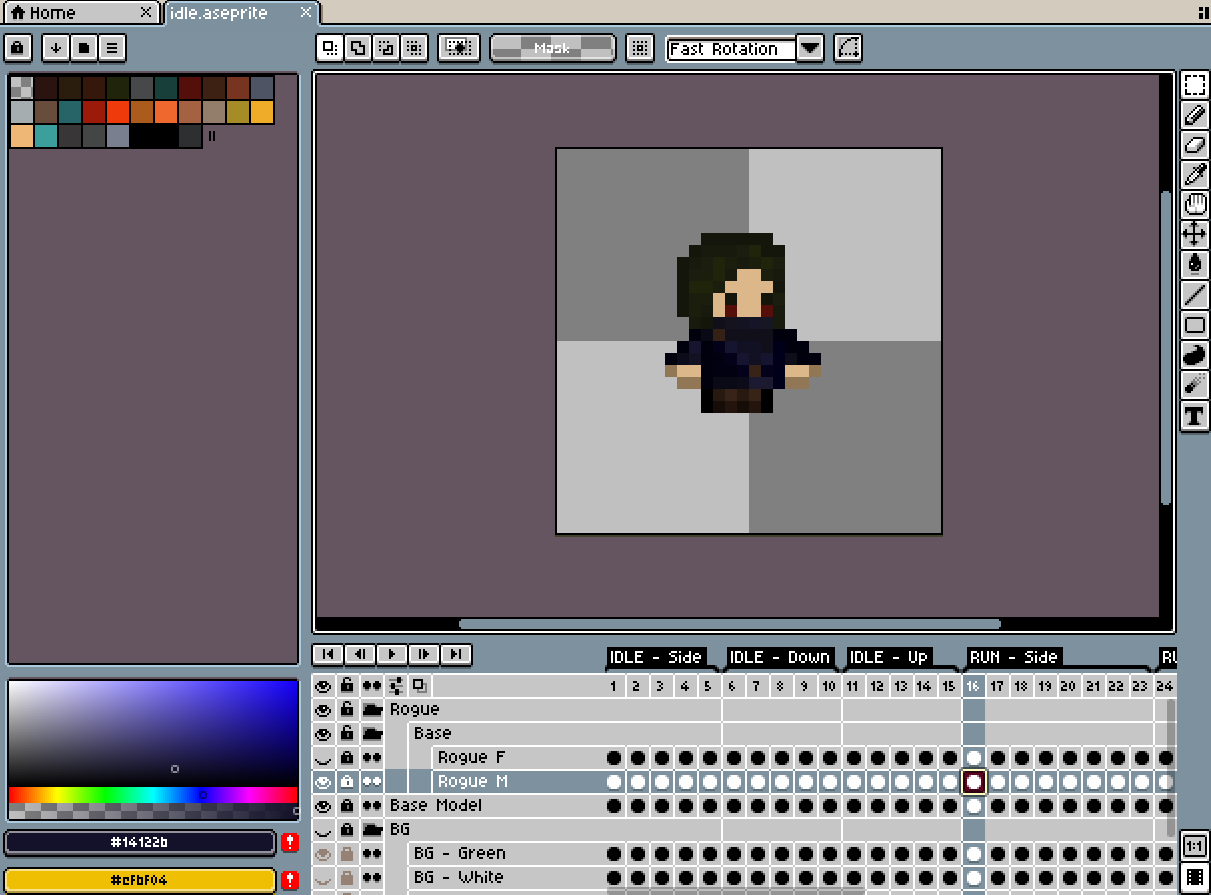 Home
idle.aseprite
Mask
Fast Rotation
IDLE - Side
IDLE - Down
IDLE - Up
RUN - Side
RU
1 2 3 4 5 6 7 8 9 10 11 12 13 14 15 16 17 18 19 20 21 22 23 24
Rogue
Base
Rogue F
Rogue M
Base Model
BG
BG - Green
BG - White
#14122b
#efbf04
T
1:1